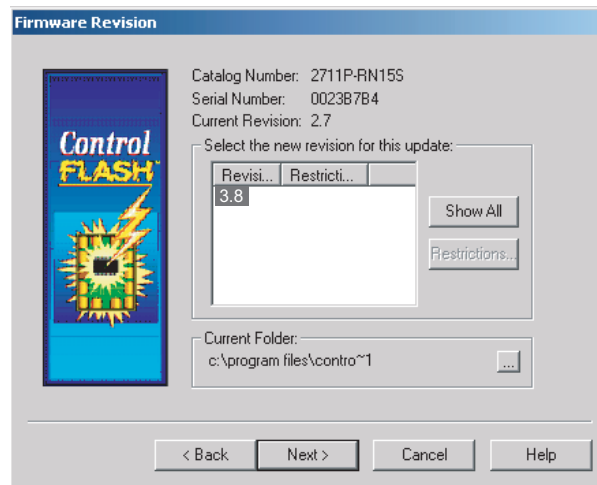 Firmware Revision
Control
FLASH™
Catalog Number: 2711P-RN15S
Serial Number: 0023B7B4
Current Revision: 2.7
Select the new revision for this update:
Revisi... Restricti...
3.8
Show All
Restrictions...
Current Folder:
c:\program files\contro~1
...
< Back Next > Cancel Help